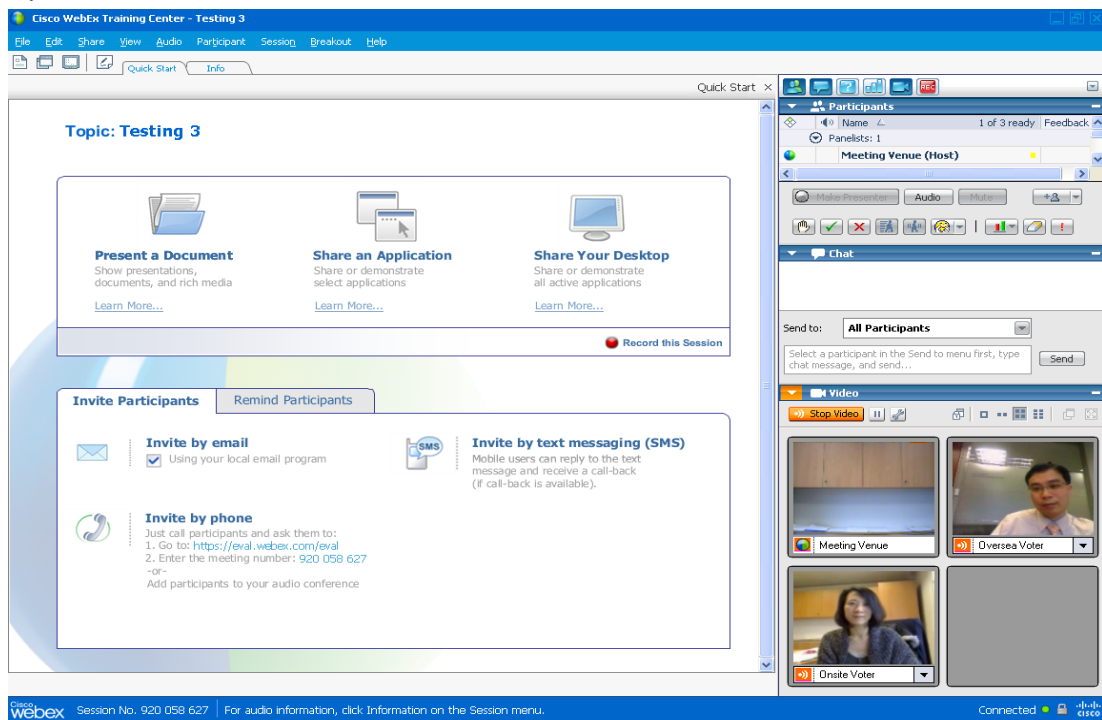 Cisco WebEx Training Center - Testing 3
File Edit Share View Audio Participant Session Breakout Help
Quick Start Info
Quick Start ×
Topic: Testing 3
Present a Document
Show presentations,
documents, and rich media
Learn More...
Share an Application
Share or demonstrate
select applications
Learn More...
Share Your Desktop
Share or demonstrate
all active applications
Learn More...
Record this Session
Invite Participants
Remind Participants
Invite by email
Using your local email program
SMS
Invite by text messaging (SMS)
Mobile users can reply to the text
message and receive a call-back
(if call-back is available).
Invite by phone
Just call participants and ask them to:
1. Go to: https://eval.webex.com/eval
2. Enter the meeting number: 920 058 627
-or-
Add participants to your audio conference
REC
Participants
Name 1 of 3 ready Feedback
Panelists: 1
Meeting Venue (Host)
Make Presenter Audio Mute
Chat
Send to: All Participants
Select a participant in the Send to menu first, type
chat message, and send...
Send
Video
Stop Video
Meeting Venue
Oversea Voter
Onsite Voter
Cisco webex Session No. 920 058 627 For audio information, click Information on the Session menu. Connected cisco